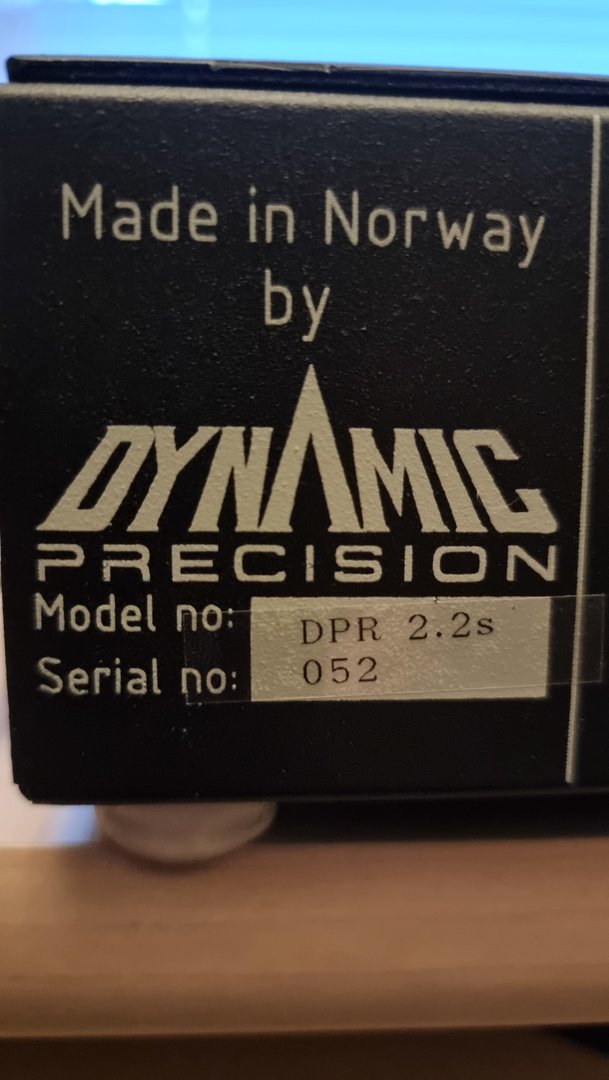 Made in Norway
by
DYNAMIC
PRECISION
Model no: DPR 2.2s
Serial no: 052